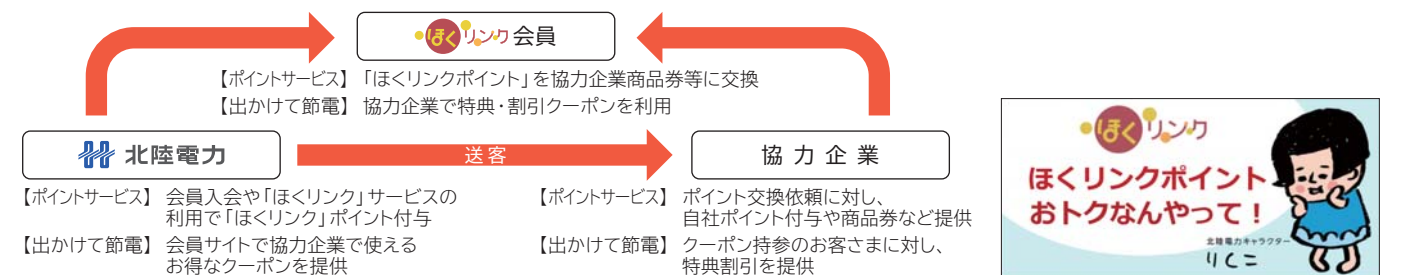 ほくリンク会員
【ポイントサービス】 「ほくリンクポイント」を協力企業商品券等に交換
【出かけて節電】 協力企業で特典・割引クーポンを利用
北陸電力
送客
協力企業
【ポイントサービス】 会員入会や「ほくリンク」サービスの
利用で「ほくリンク」ポイント付与
【出かけて節電】 会員サイトで協力企業で使える
お得なクーポンを提供
【ポイントサービス】 ポイント交換依頼に対し、
自社ポイント付与や商品券など提供
【出かけて節電】 クーポン持参のお客さまに対し、
特典割引を提供
ほくリンク
ほくリンクポイント
おトクなんやって！
北陸電力キャラクター
りくこ